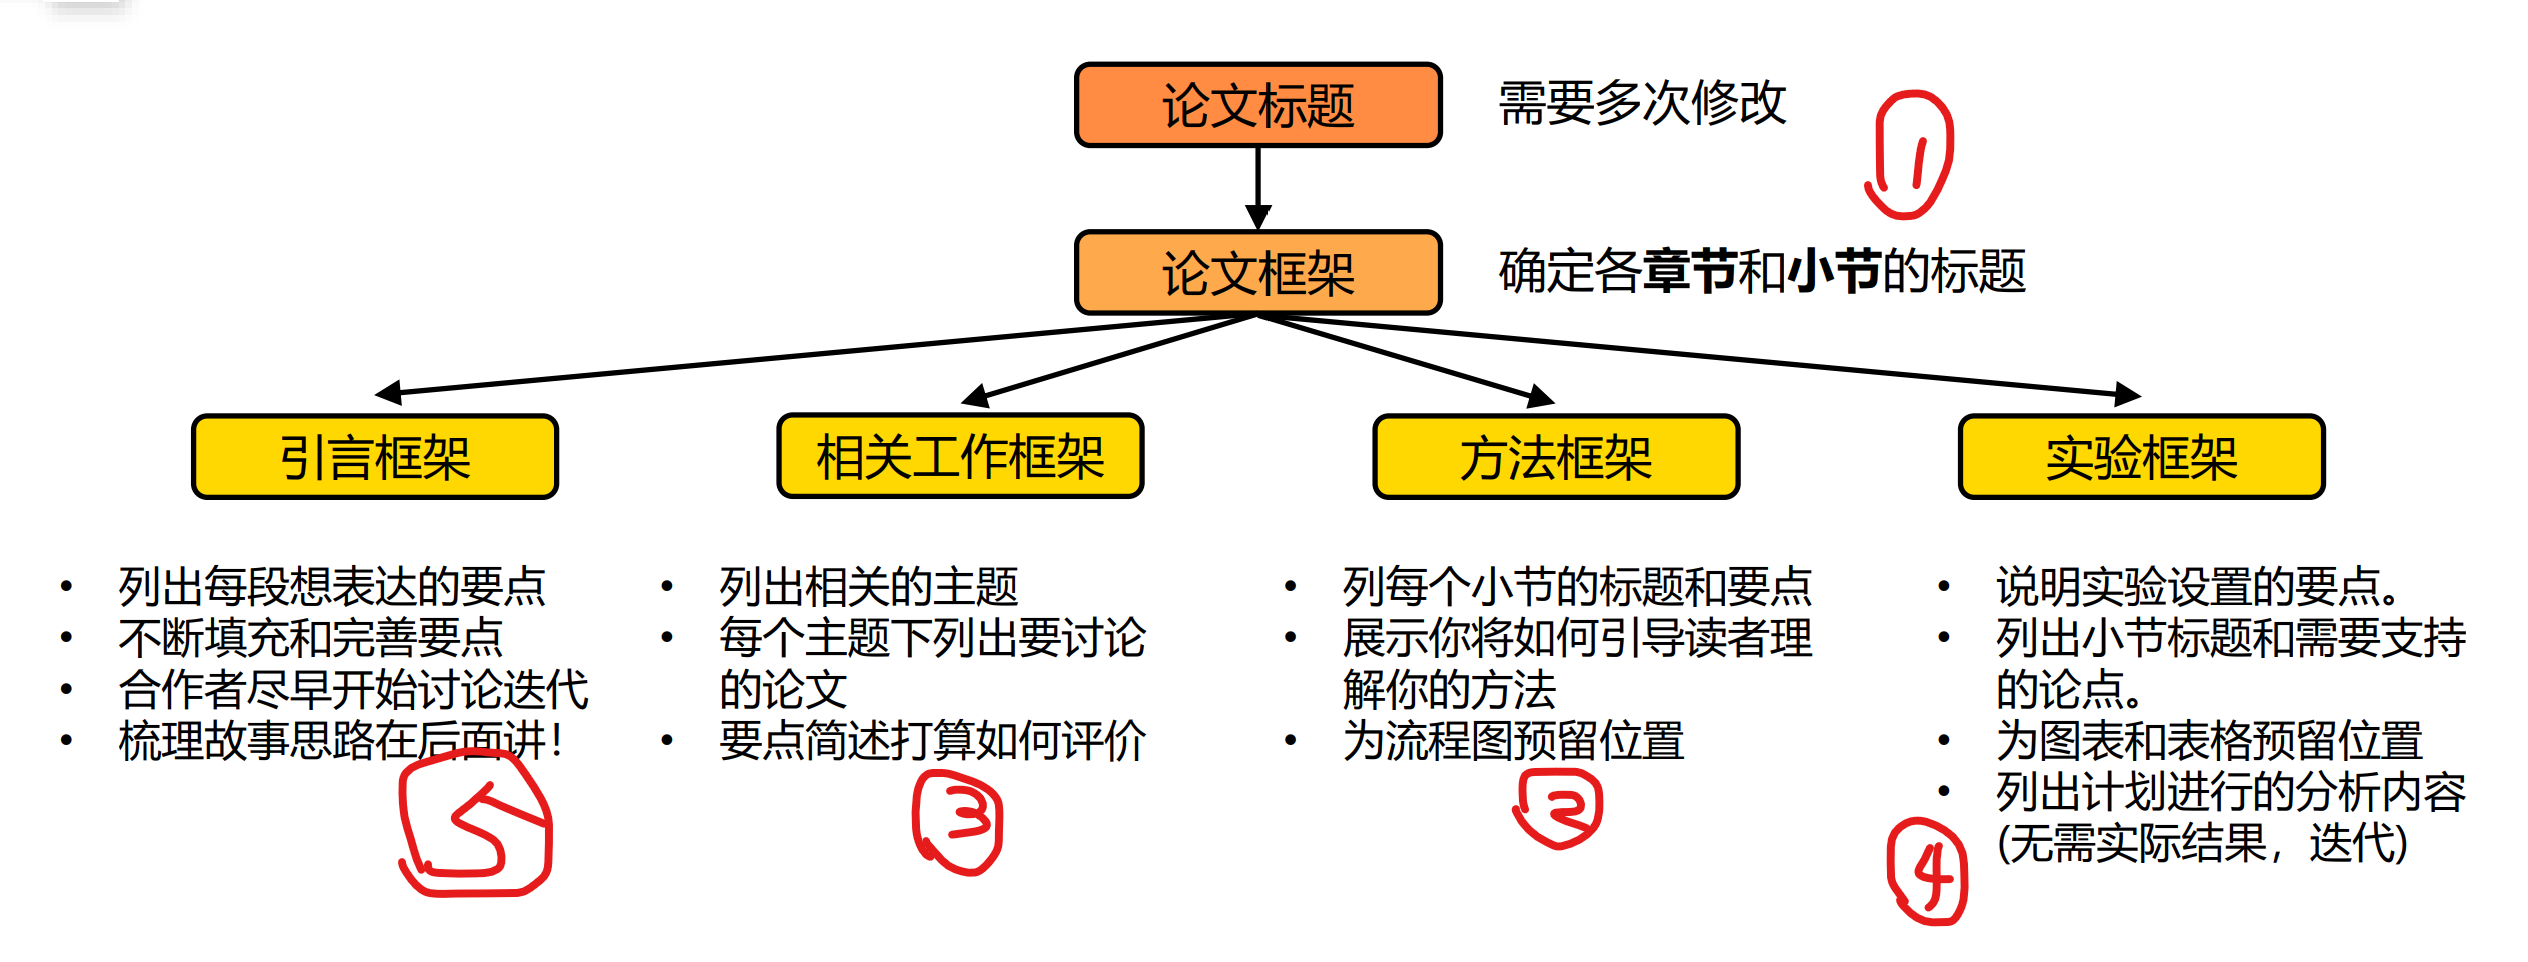 论文标题
需要多次修改
1
论文框架
确定各章节和小节的标题
引言框架
相关工作框架
方法框架
实验框架
• 列出每段想表达的要点
• 不断填充和完善要点
• 合作者尽早开始讨论迭代
• 梳理故事思路在后面讲！
5
• 列出相关的主题
• 每个主题下列出要讨论
的论文
• 要点简述打算如何评价
3
• 列每个小节的标题和要点
• 展示你将如何引导读者理
解你的方法
• 为流程图预留位置
2
• 说明实验设置的要点。
• 列出小节标题和需要支持
的论点。
• 为图表和表格预留位置
• 列出计划进行的分析内容
(无需实际结果，迭代)
4